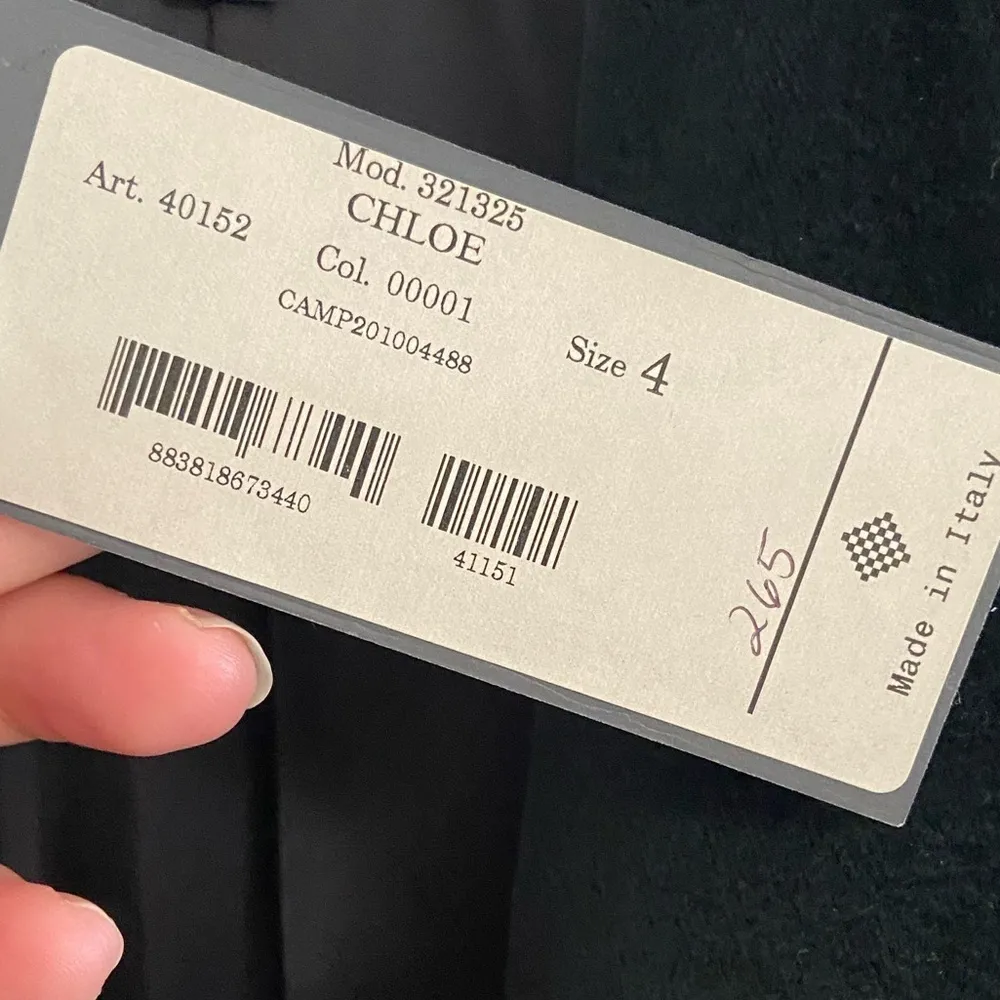 Mod. 321325
Art. 40152
CHLOE
Col. 00001
CAMP201004488
Size 4
883818673440
41151
265
Made in Italy